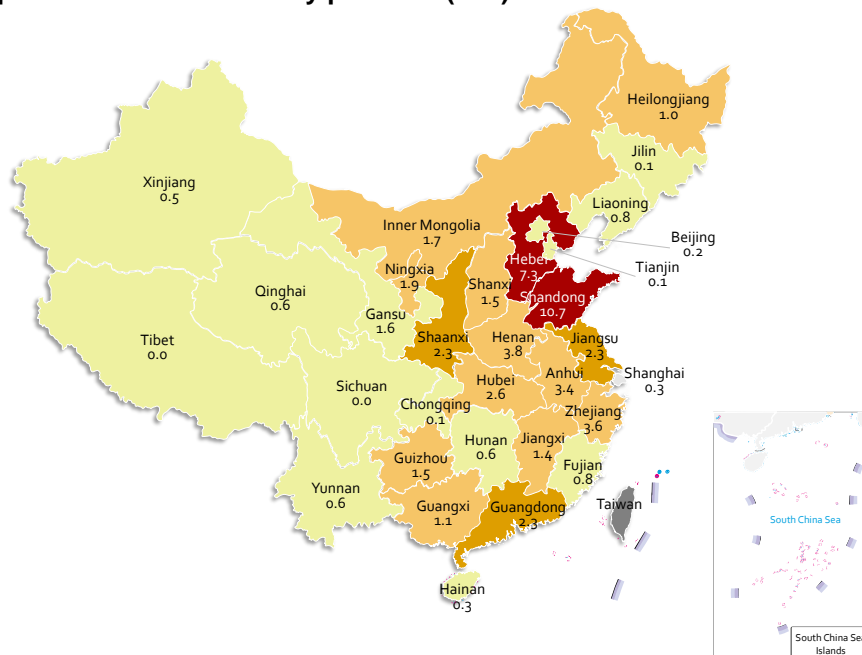 Heilongjiang
1.0
Jilin
0.1
Xinjiang
0.5
Liaoning
0.8
Inner Mongolia
1.7
Beijing
0.2
Hebei
7.3
Tianjin
0.1
Ningxia
1.9
Shanxi
1.5
Qinghai
0.6
Shandong
10.7
Gansu
1.6
Tibet
0.0
Shaanxi
2.3
Henan
3.8
Jiangsu
2.3
Shanghai
0.3
Anhui
3.4
Hubei
2.6
Sichuan
0.0
Chongqing
0.1
Zhejiang
3.6
Hunan
0.6
Jiangxi
1.4
Guizhou
1.5
Fujian
0.8
Yunnan
0.6
Guangxi
1.1
Guangdong
2.3
Taiwan
South China Sea
Hainan
0.3
South China Sea
Islands